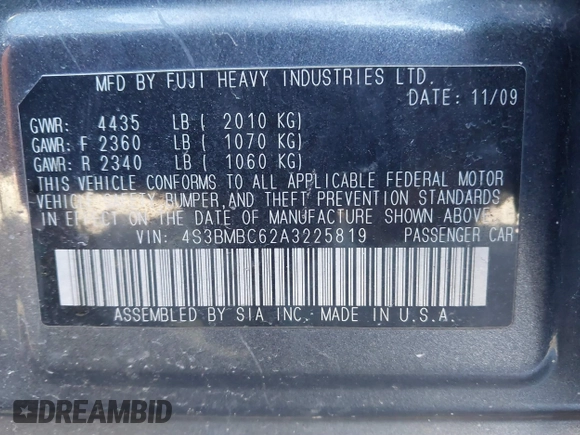 MFD BY FUJI HEAVY INDUSTRIES LTD.
DATE: 11/09
GVWR: 4435 LB ( 2010 KG)
GAWR: F 2360 LB ( 1070 KG)
GAWR: R 2340 LB ( 1060 KG)
THIS VEHICLE CONFORMS TO ALL APPLICABLE FEDERAL MOTOR
VEHICLE SAFETY BUMPER AND THEFT PREVENTION STANDARDS
IN EFFECT ON THE DATE OF MANUFACTURE SHOWN ABOVE.
VIN: 4S3BMBC62A3225819 PASSENGER CAR
ASSEMBLED BY SIA INC. MADE IN U.S.A.
DREAMBID